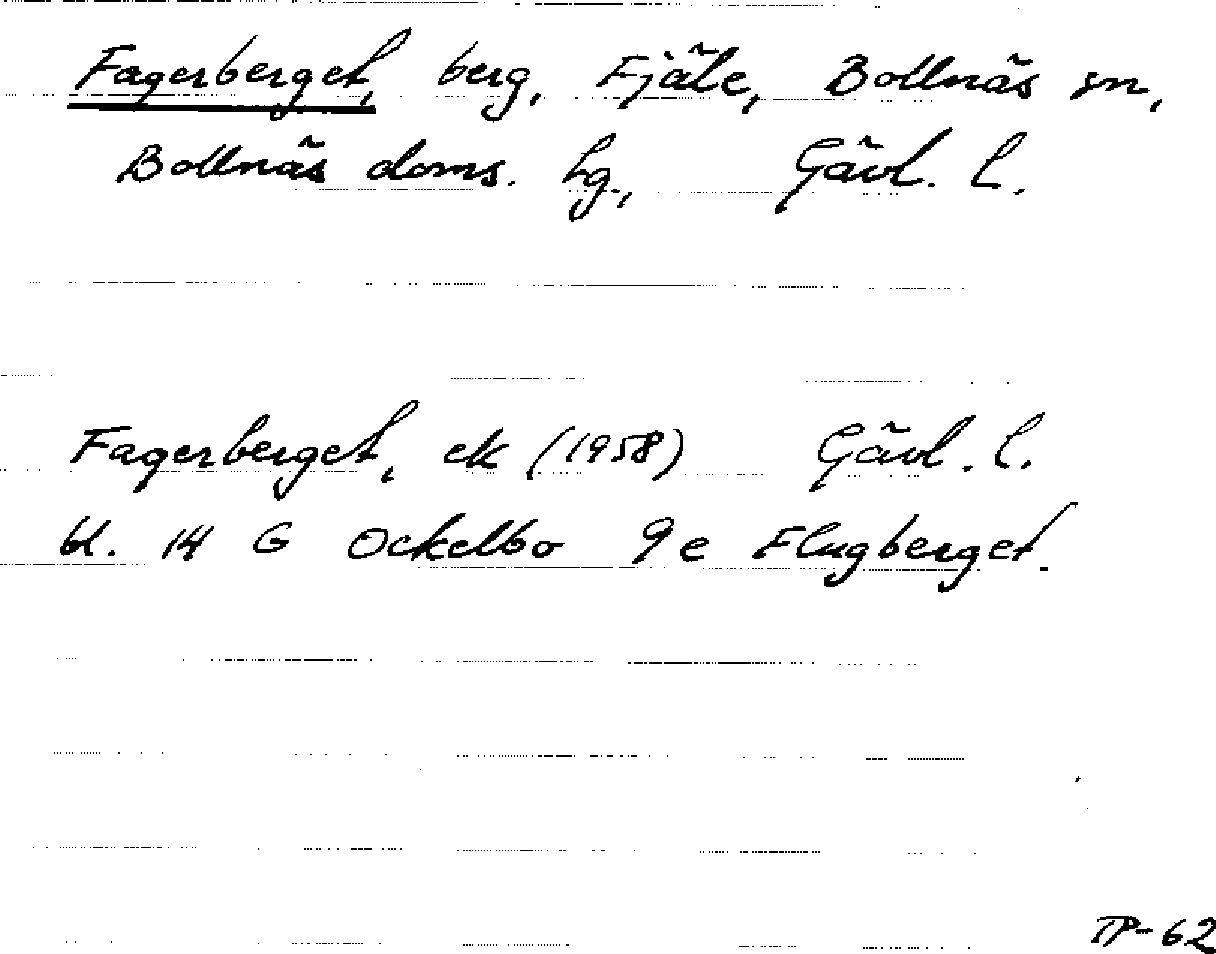 Fagerberget, berg, Fjäle, Bollnäs sn,
Bollnäs doms. hg., Gävl. l.
Fagerberget, ek (1958) Gävl. l.
bl. 14 G Ockelbo 9e Flugberget.
TP-62